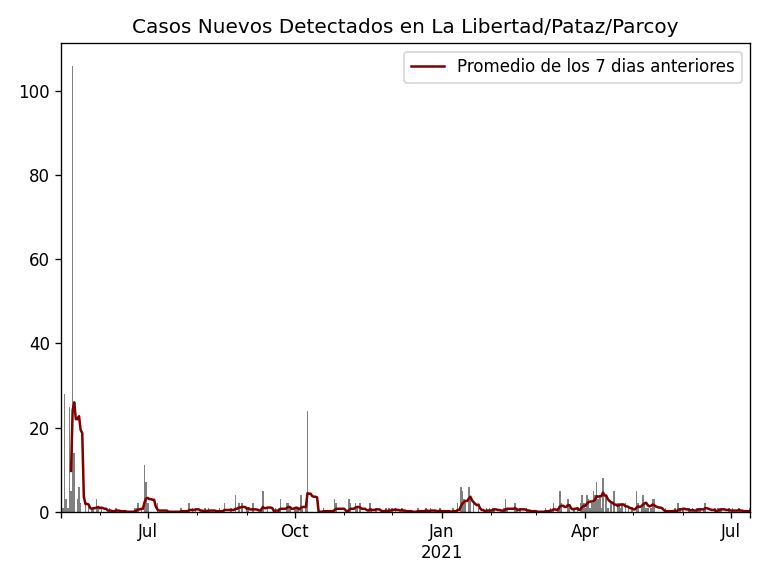 Casos Nuevos Detectados en La Libertad/Pataz/Parcoy
Promedio de los 7 dias anteriores
100
80
60
40
20
0
Jul
Oct
Jan
2021
Apr
Jul